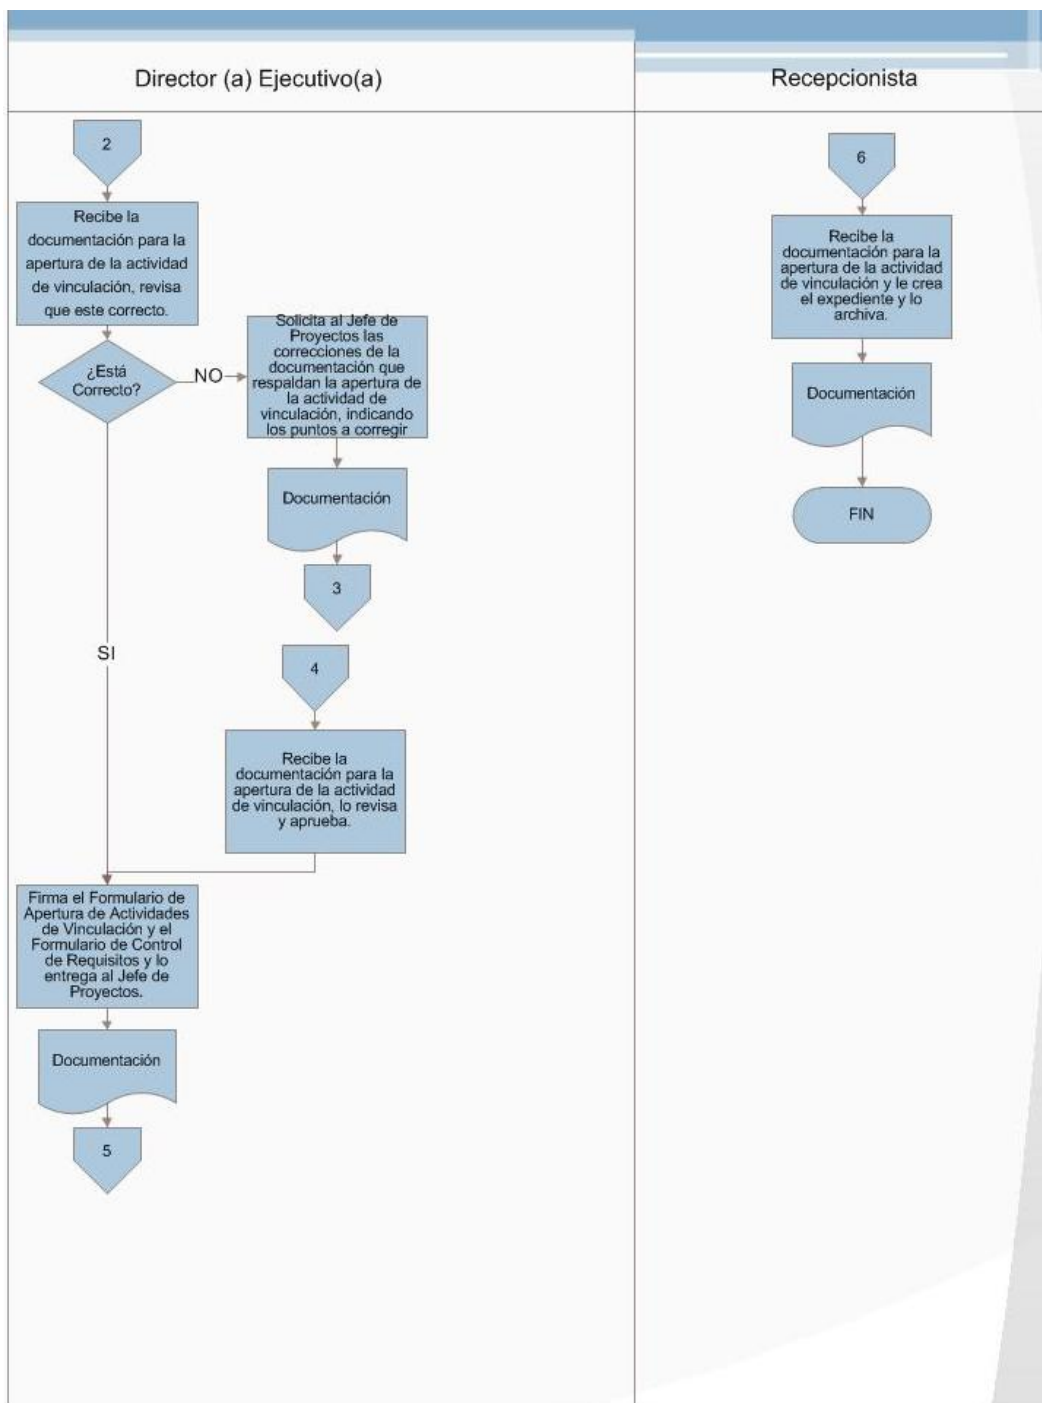 Director (a) Ejecutivo(a)
2
Recibe la
documentación para la
apertura de la actividad
de vinculación, revisa
que este correcto.
¿Está
Correcto?
NO
Solicita al Jefe de
Proyectos las
correcciones de la
documentación que
respaldan la apertura de
la actividad de
vinculación, indicando
los puntos a corregir
Documentación
3
SI
4
Recibe la
documentación para la
apertura de la actividad
de vinculación, lo revisa
y aprueba.
Firma el Formulario de
Apertura de Actividades
de Vinculación y el
Formulario de Control
de Requisitos y lo
entrega al Jefe de
Proyectos.
Documentación
5
Recepcionista
6
Recibe la
documentación para la
apertura de la actividad
de vinculación y le crea
el expediente y lo
archiva.
Documentación
FIN